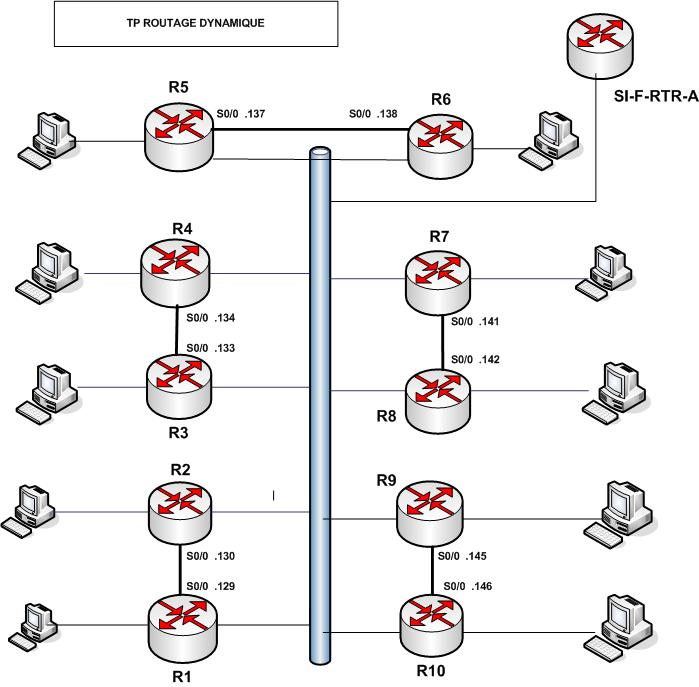 TP ROUTAGE DYNAMIQUE
SI-F-RTR-A
R5
S0/0 .137
S0/0 .138
R6
R4
R7
S0/0 .134
S0/0 .141
S0/0 .133
S0/0 .142
R3
R8
R2
R9
S0/0 .130
S0/0 .145
S0/0 .129
S0/0 .146
R1
R10